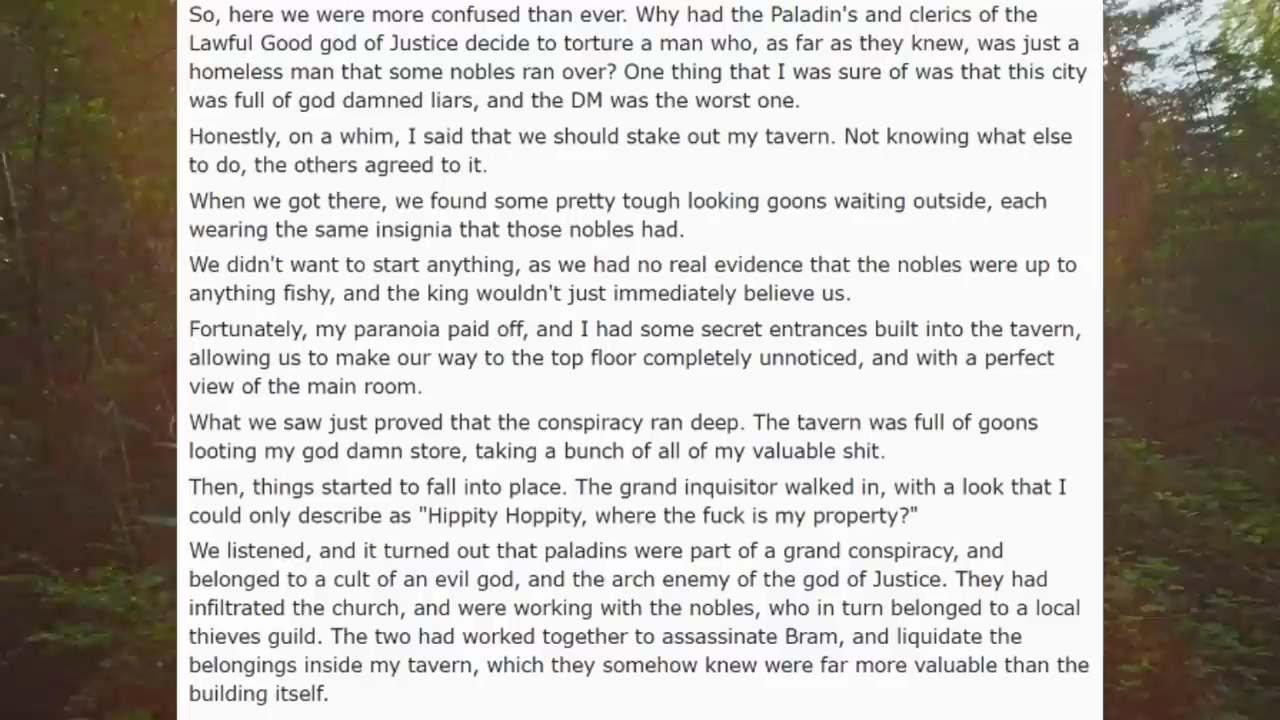 So, here we were more confused than ever. Why had the Paladin's and clerics of the
Lawful Good god of Justice decide to torture a man who, as far as they knew, was just a
homeless man that some nobles ran over? One thing that I was sure of was that this city
was full of god damned liars, and the DM was the worst one.
Honestly, on a whim, I said that we should stake out my tavern. Not knowing what else
to do, the others agreed to it.
When we got there, we found some pretty tough looking goons waiting outside, each
wearing the same insignia that those nobles had.
We didn't want to start anything, as we had no real evidence that the nobles were up to
anything fishy, and the king wouldn't just immediately believe us.
Fortunately, my paranoia paid off, and I had some secret entrances built into the tavern,
allowing us to make our way to the top floor completely unnoticed, and with a perfect
view of the main room.
What we saw just proved that the conspiracy ran deep. The tavern was full of goons
looting my god damn store, taking a bunch of all of my valuable shit.
Then, things started to fall into place. The grand inquisitor walked in, with a look that I
could only describe as "Hippity Hoppity, where the fuck is my property?"
We listened, and it turned out that paladins were part of a grand conspiracy, and
belonged to a cult of an evil god, and the arch enemy of the god of Justice. They had
infiltrated the church, and were working with the nobles, who in turn belonged to a local
thieves guild. The two had worked together to assassinate Bram, and liquidate the
belongings inside my tavern, which they somehow knew were far more valuable than the
building itself.